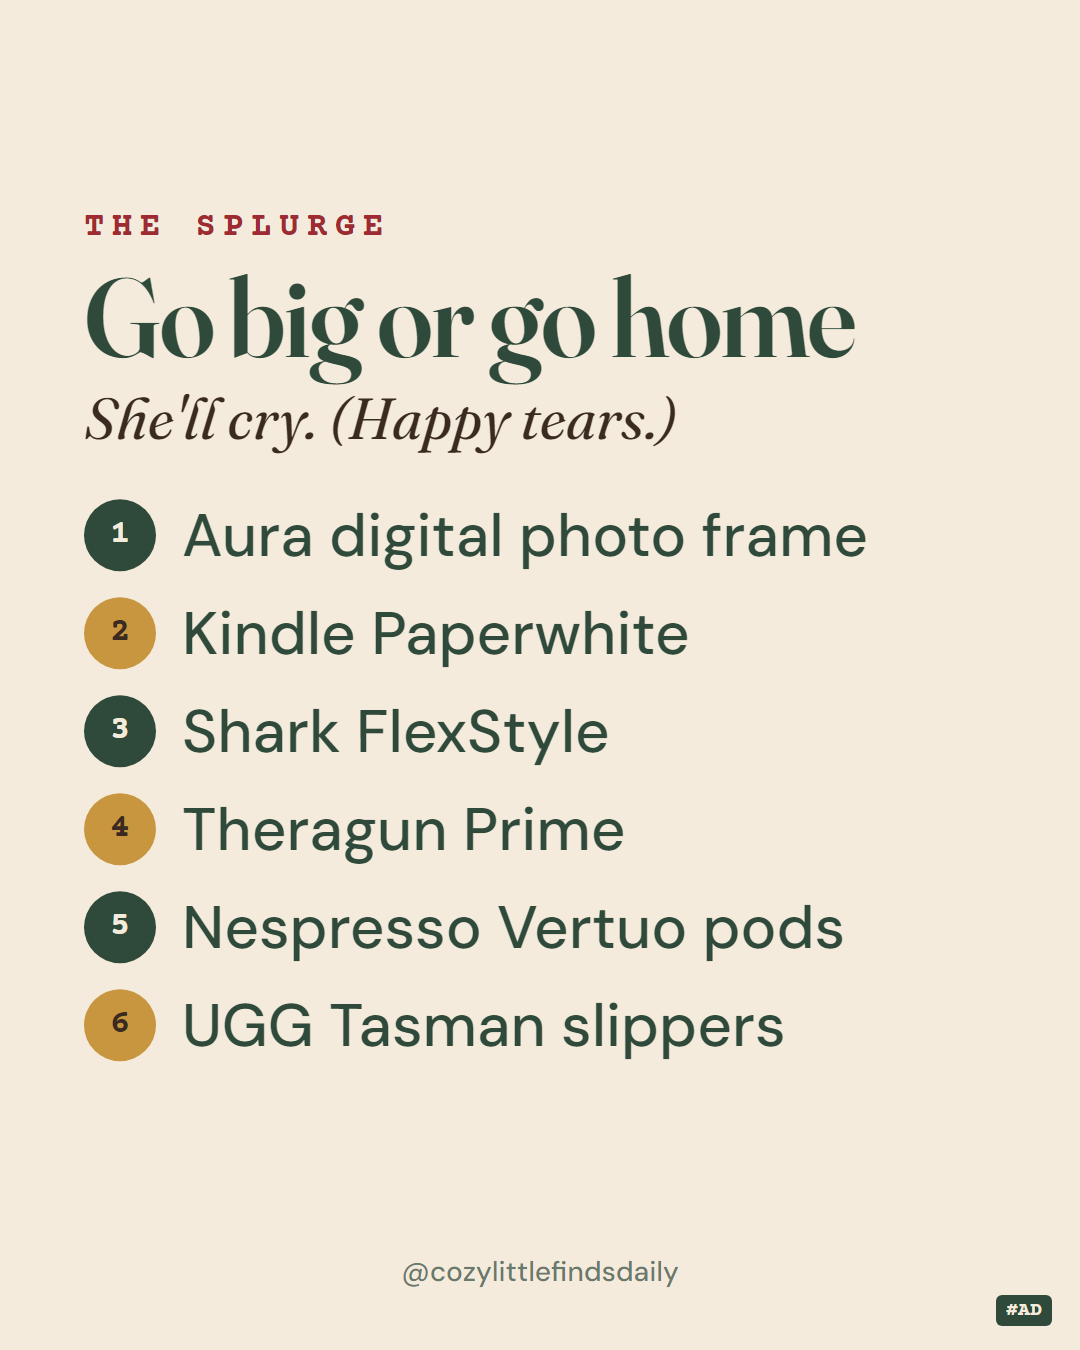 THE SPLURGE
Go big or go home
She'll cry. (Happy tears.)
1 Aura digital photo frame
2 Kindle Paperwhite
3 Shark FlexStyle
4 Theragun Prime
5 Nespresso Vertuo pods
6 UGG Tasman slippers
@cozylittlefindsdaily
#AD